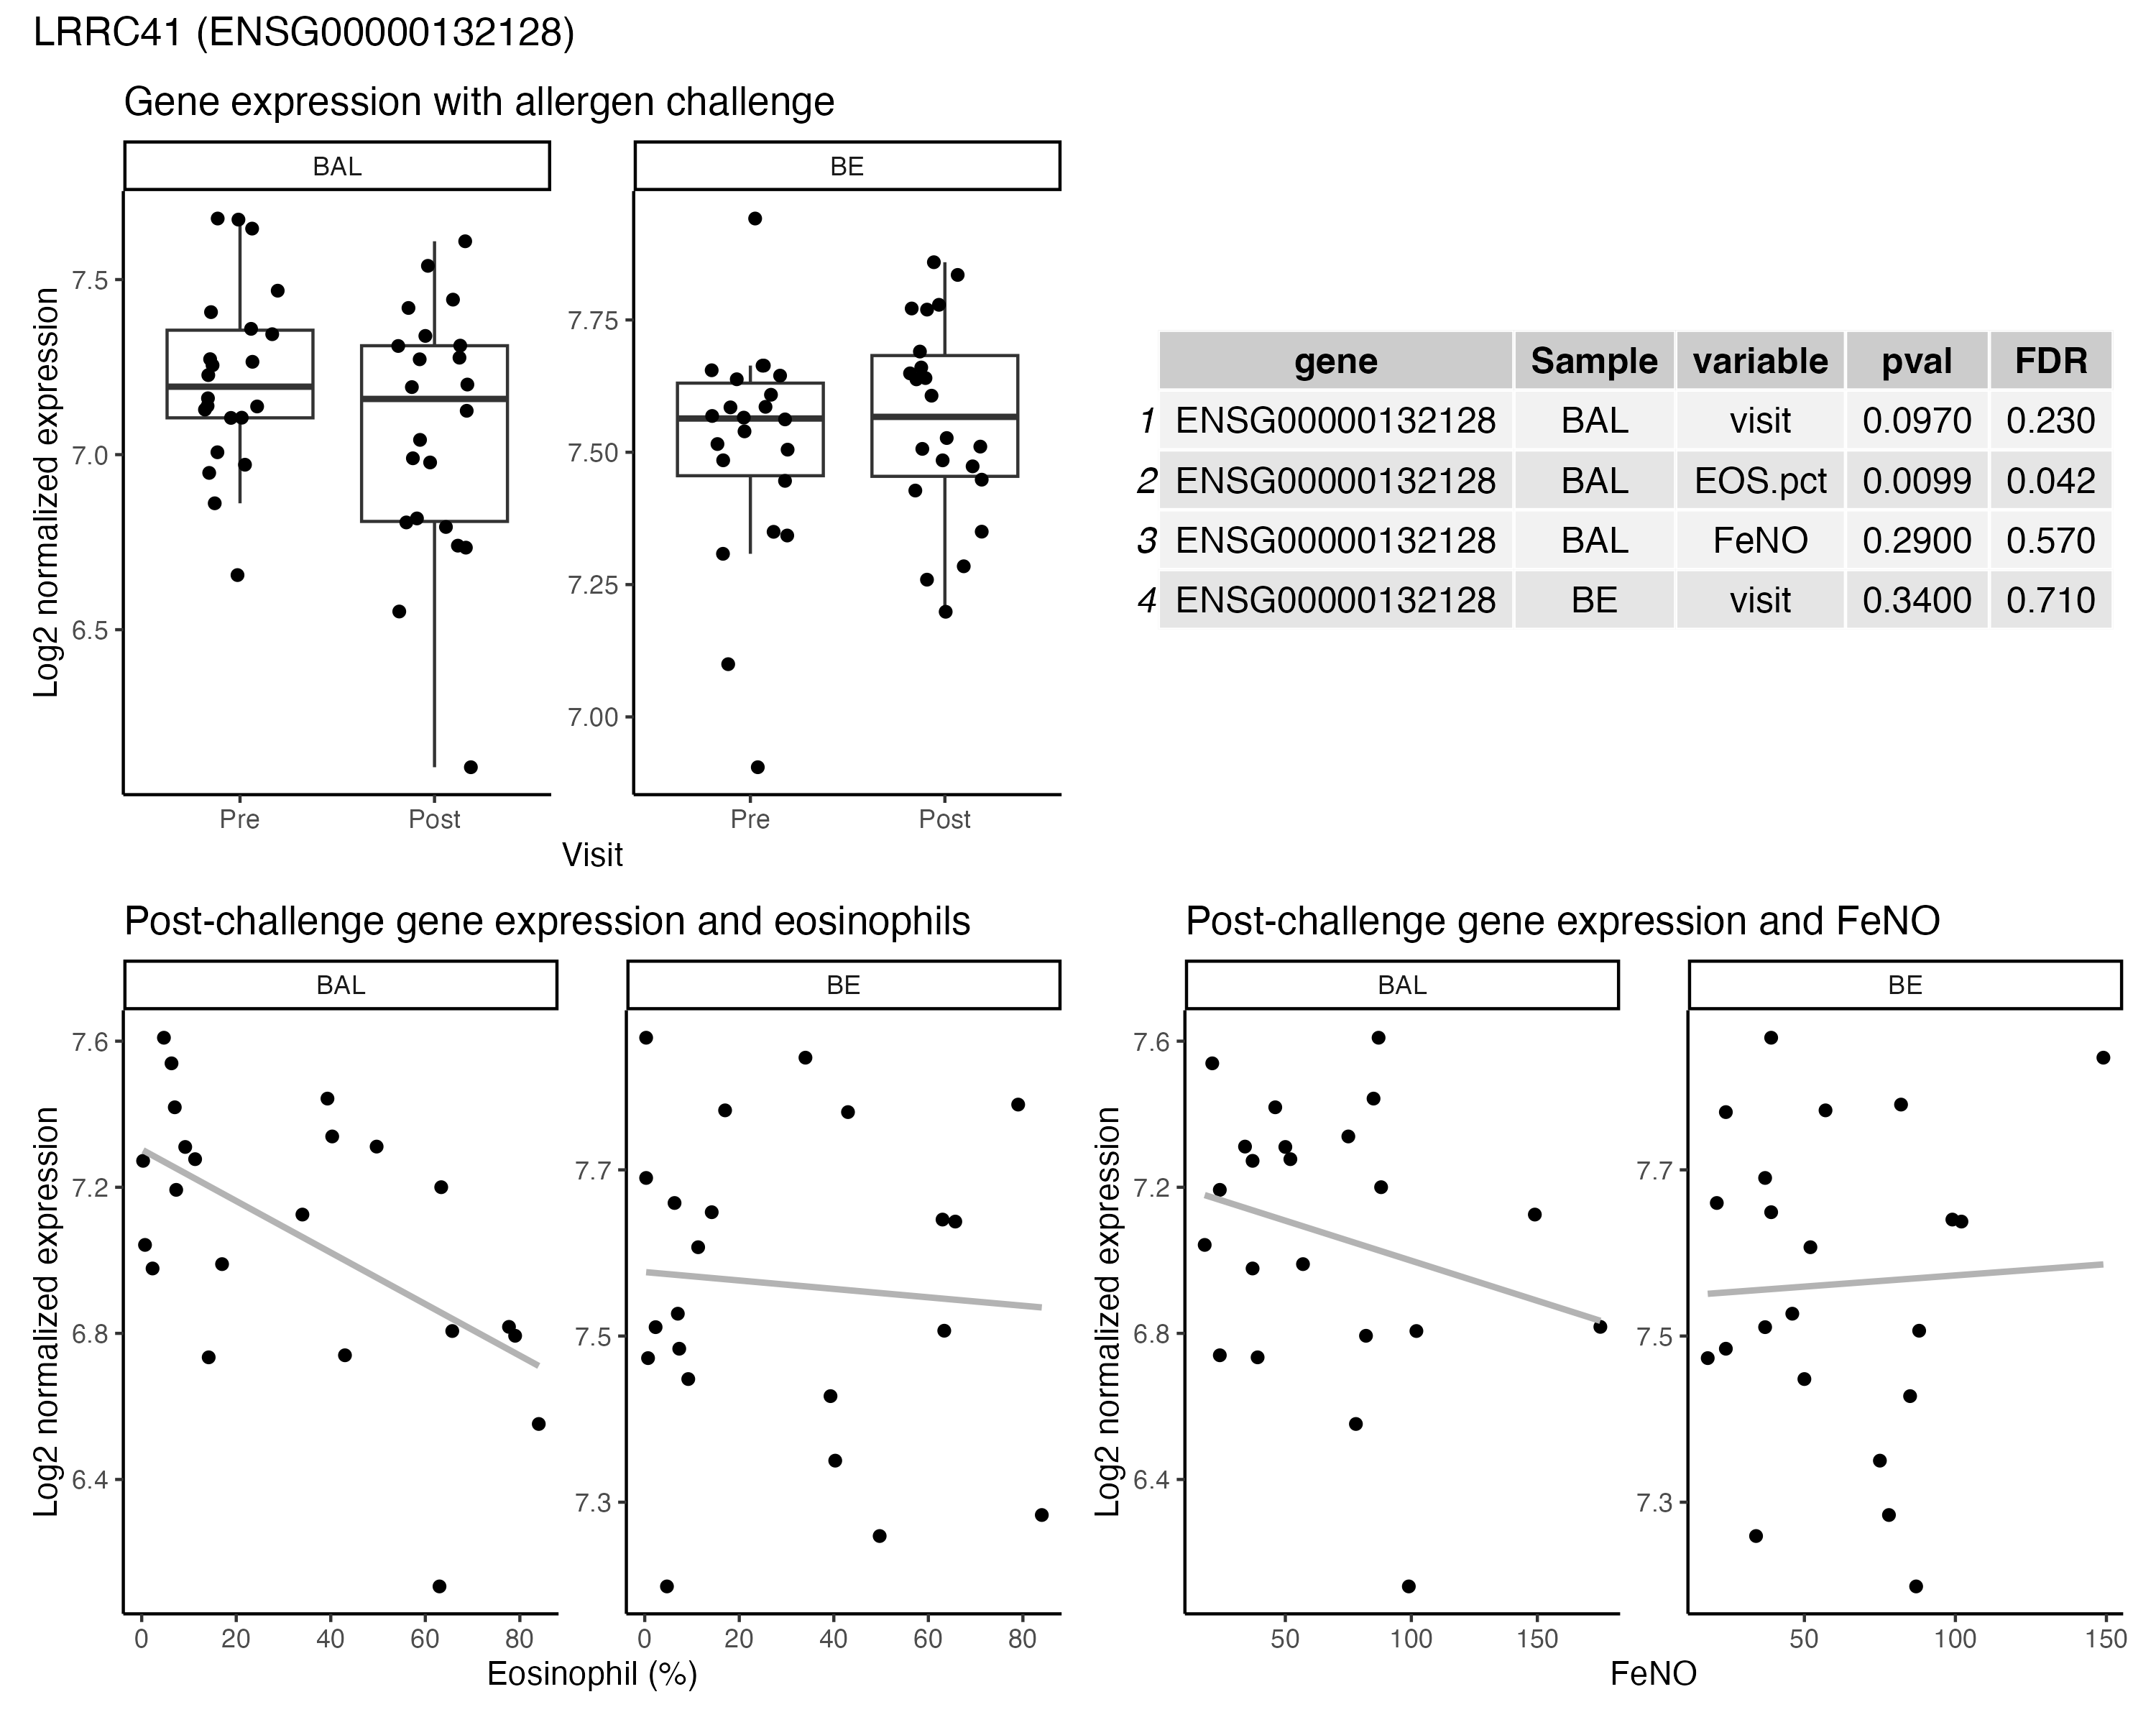 LRRC41 (ENSG00000132128)
Gene expression with allergen challenge
BAL BE
Log2 normalized expression
7.5
7.0
6.5
7.75
7.50
7.25
7.00
Pre Post Pre Post
Visit
gene Sample variable pval FDR
1 ENSG00000132128 BAL visit 0.0970 0.230
2 ENSG00000132128 BAL EOS.pct 0.0099 0.042
3 ENSG00000132128 BAL FeNO 0.2900 0.570
4 ENSG00000132128 BE visit 0.3400 0.710
Post-challenge gene expression and eosinophils
BAL BE
Log2 normalized expression
7.6
7.2
6.8
6.4
7.7
7.5
7.3
0 20 40 60 80 0 20 40 60 80
Eosinophil (%)
Post-challenge gene expression and FeNO
BAL BE
Log2 normalized expression
7.6
7.2
6.8
6.4
7.7
7.5
7.3
50 100 150 50 100 150
FeNO